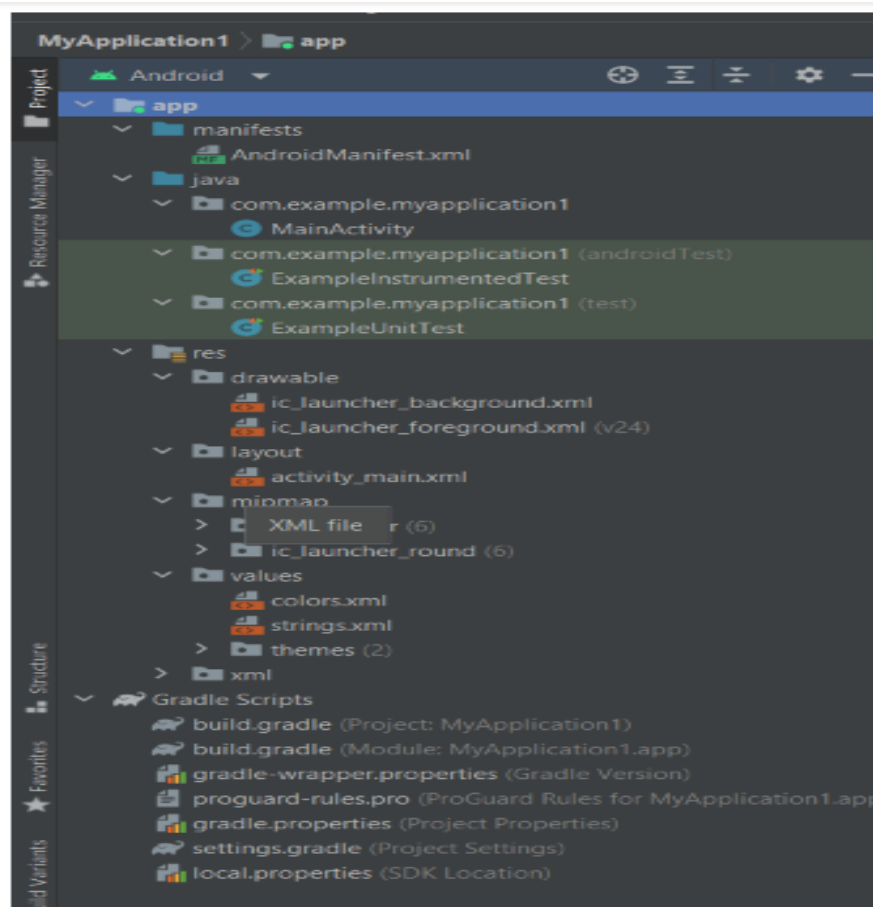 MyApplication1 app
Project
Android
app
manifests
AndroidManifest.xml
java
com.example.myapplication1
MainActivity
com.example.myapplication1 (androidTest)
ExampleInstrumentedTest
com.example.myapplication1 (test)
ExampleUnitTest
Resource Manager
res
drawable
ic_launcher_background.xml
ic_launcher_foreground.xml (v24)
layout
activity_main.xml
mipmap
XML file r (6)
ic_launcher_round (6)
values
colors.xml
strings.xml
themes (2)
xml
Structure
Gradle Scripts
build.gradle (Project: MyApplication1)
build.gradle (Module: MyApplication1.app)
gradle-wrapper.properties (Gradle Version)
proguard-rules.pro (ProGuard Rules for MyApplication1.app
gradle.properties (Project Properties)
settings.gradle (Project Settings)
local.properties (SDK Location)
Favorites
Variants